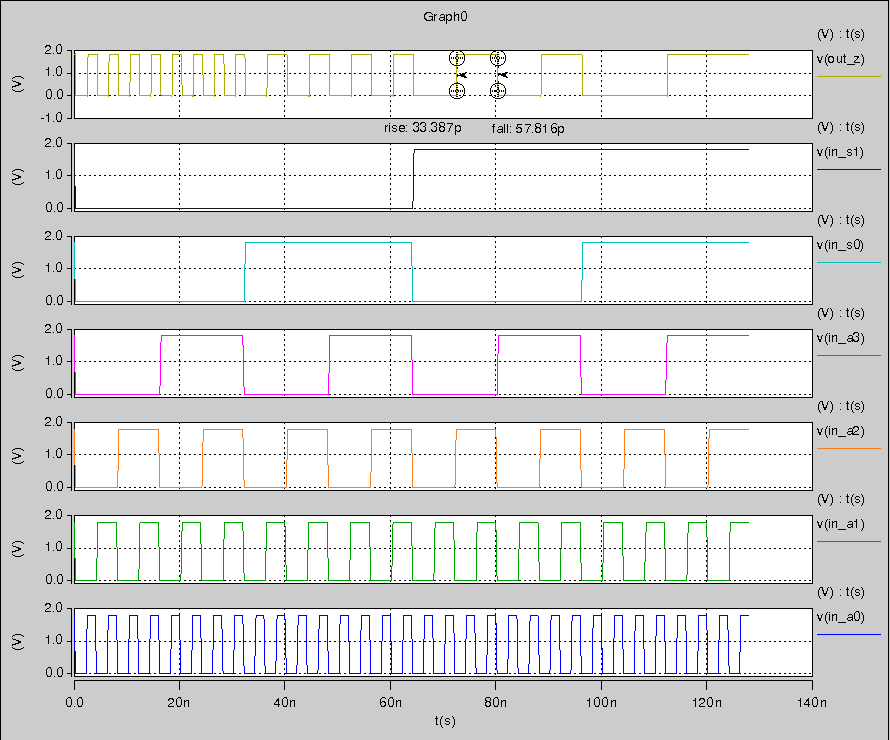 Graph0
(V) : t(s)
2.0
1.0
0.0
-1.0
(V)
v(out_z)
rise: 33.387p fall: 57.816p
(V) : t(s)
2.0
1.0
0.0
(V)
v(in_s1)
(V) : t(s)
2.0
1.0
0.0
(V)
v(in_s0)
(V) : t(s)
2.0
1.0
0.0
(V)
v(in_a3)
(V) : t(s)
2.0
1.0
0.0
(V)
v(in_a2)
(V) : t(s)
2.0
1.0
0.0
(V)
v(in_a1)
(V) : t(s)
2.0
1.0
0.0
(V)
v(in_a0)
0.0 20n 40n 60n 80n 100n 120n 140n
t(s)